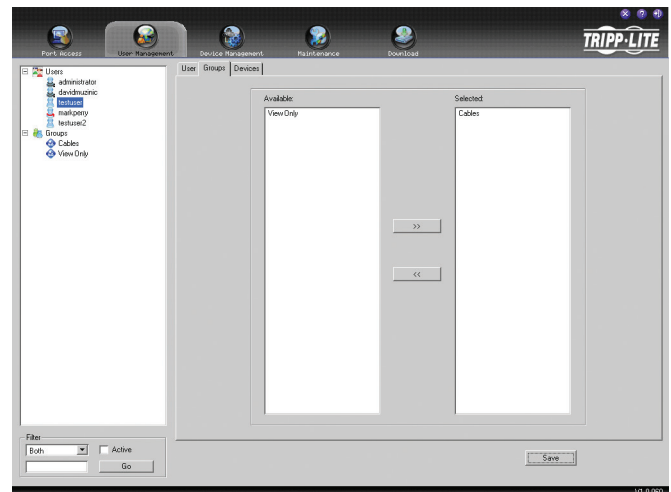 Port Access
User Management
Device Management
Maintenance
Download
TRIPP·LITE
Users
administrator
davidmuzinic
testuser
markperry
testuser2
Groups
Cables
View Only
User
Groups
Devices
Available:
View Only
Selected:
Cables
>>
<<
Filter
Both
Active
Go
Save